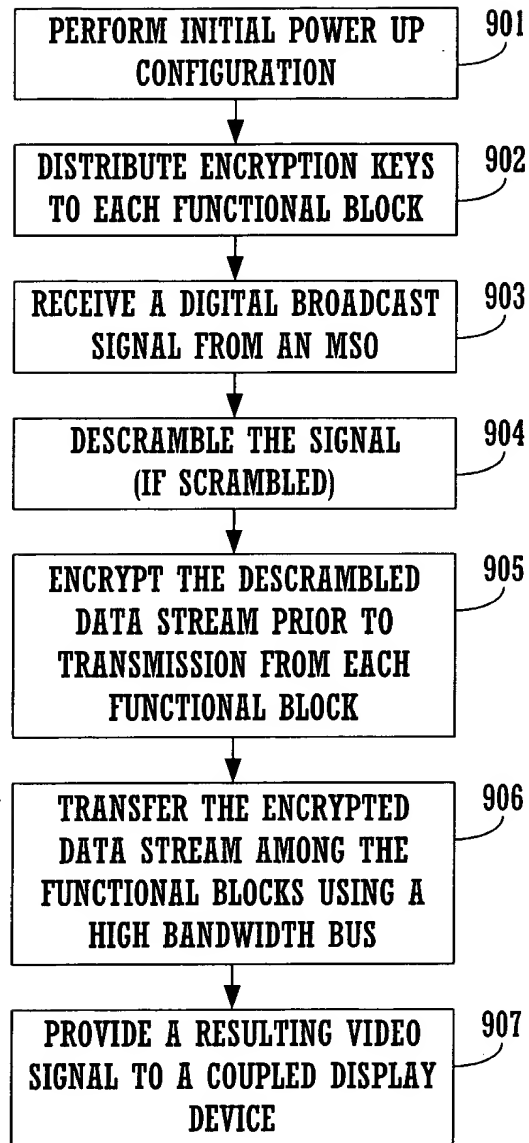 PERFORM INITIAL POWER UP
CONFIGURATION
901
DISTRIBUTE ENCRYPTION KEYS
TO EACH FUNCTIONAL BLOCK
902
RECEIVE A DIGITAL BROADCAST
SIGNAL FROM AN MSO
903
DESCRAMBLE THE SIGNAL
(IF SCRAMBLED)
904
ENCRYPT THE DESCRAMBLED
DATA STREAM PRIOR TO
TRANSMISSION FROM EACH
FUNCTIONAL BLOCK
905
TRANSFER THE ENCRYPTED
DATA STREAM AMONG THE
FUNCTIONAL BLOCKS USING A
HIGH BANDWIDTH BUS
906
PROVIDE A RESULTING VIDEO
SIGNAL TO A COUPLED DISPLAY
DEVICE
907